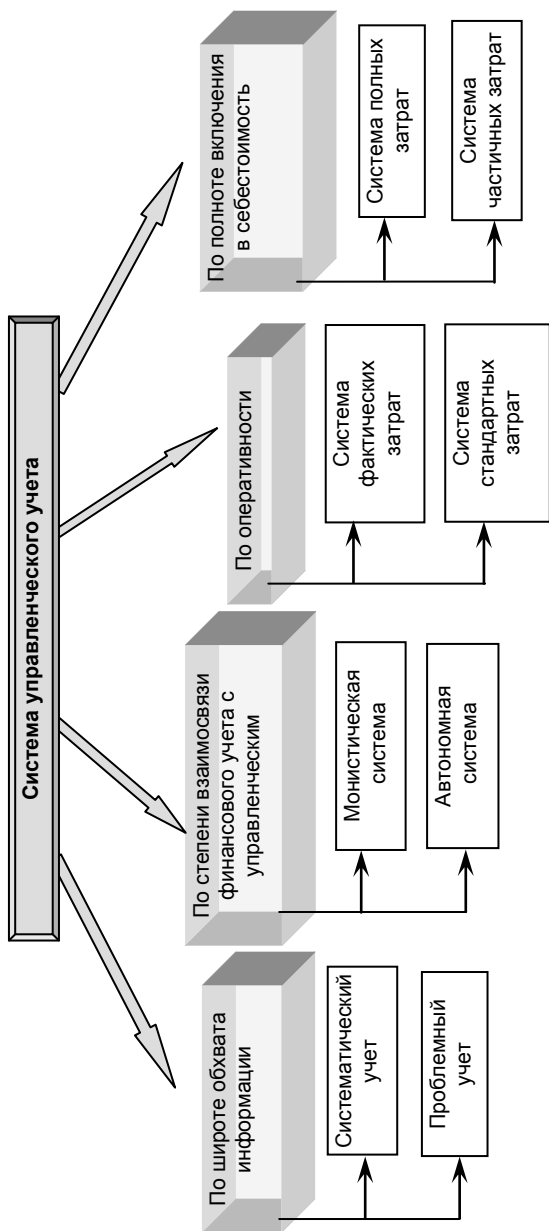 Система управленческого учета
По широте обхвата
информации
Систематический
учет
Проблемный
учет
По степени взаимосвязи
финансового учета с
управленческим
Монистическая
система
Автономная
система
По оперативности
Система
фактических
затрат
Система
стандартных
затрат
По полноте включения
в себестоимость
Система полных
затрат
Система
частичных затрат